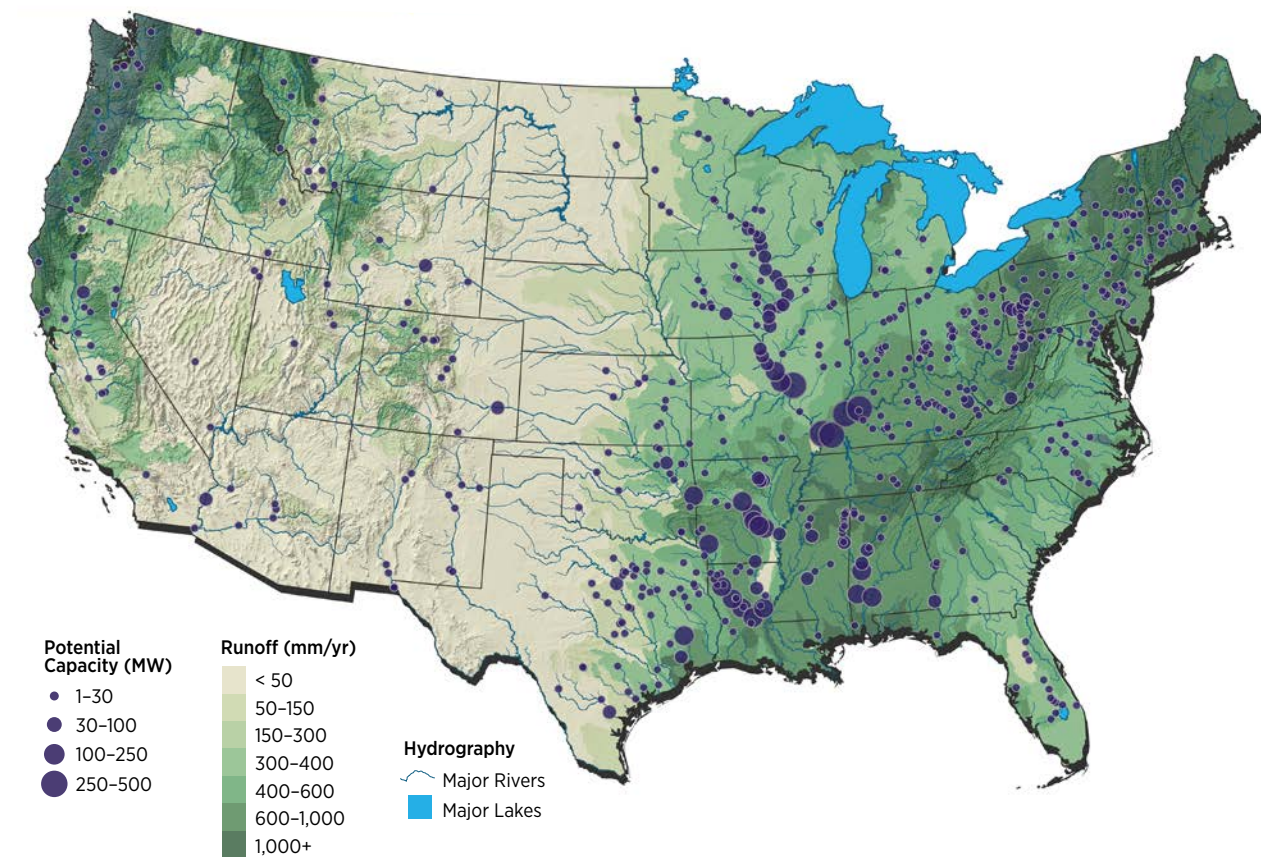 Potential
Capacity (MW)
1–30
30–100
100–250
250–500
Runoff (mm/yr)
< 50
50–150
150–300
300–400
400–600
600–1,000
1,000+
Hydrography
Major Rivers
Major Lakes